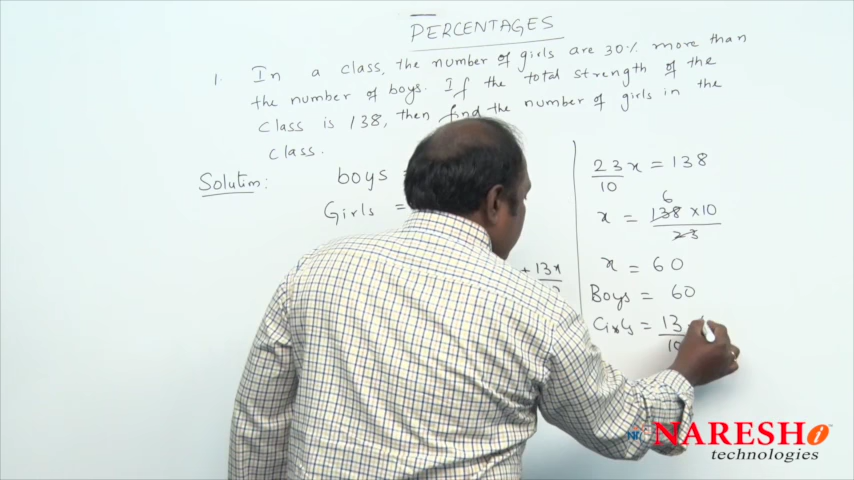 PERCENTAGES
1. In a class, the number of girls are 30% more than
the number of boys. If the total strength of the
class is 138, then find the number of girls in the
class.
Solution:
boys =
Girls =
+ 13x
23/10 x = 138
6
x = 138 × 10 / 23
x = 60
Boys = 60
Girls = 13/10
NARESH i
technologies